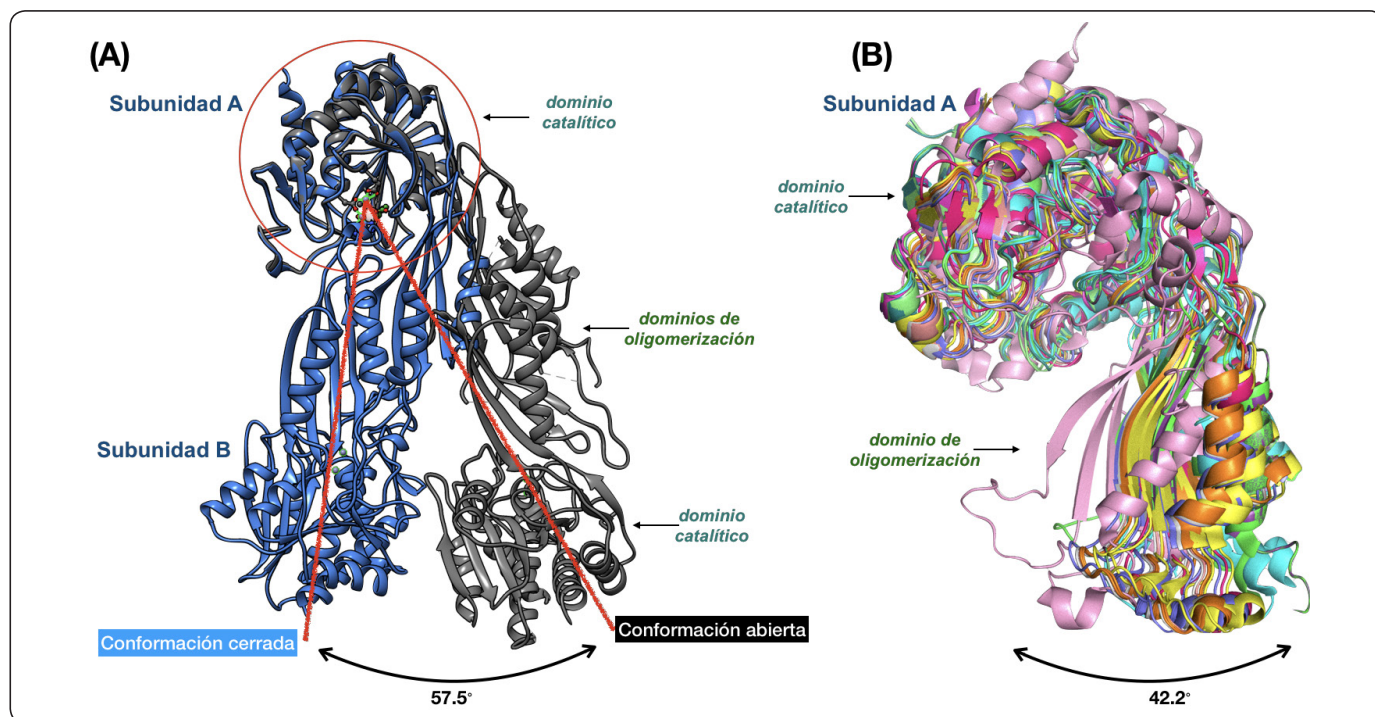 (A)
Subunidad A
dominio
catalítico
dominios de
oligomerización
Subunidad B
dominio
catalítico
Conformación cerrada
Conformación abierta
57.5°
(B)
Subunidad A
dominio
catalítico
dominio de
oligomerización
42.2°